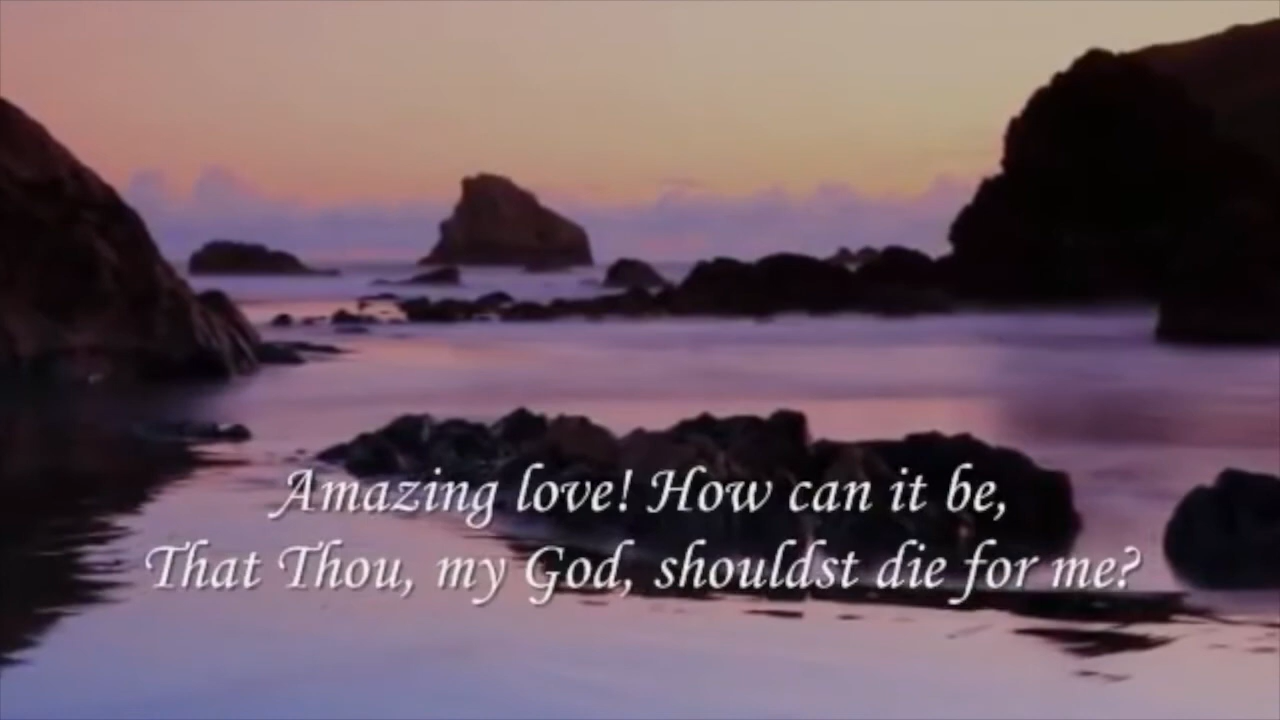 Amazing love! How can it be,
That Thou, my God, shouldst die for me?